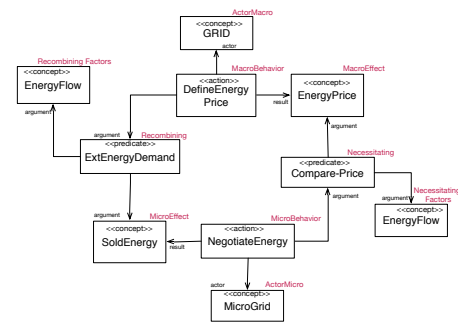 ActorMacro
<<concept>>
GRID
actor
Recombining Factors
<<concept>>
EnergyFlow
argument
MacroBehavior
<<action>>
DefineEnergy
Price
result
MacroEffect
<<concept>>
EnergyPrice
argument
argument
Recombining
<<predicate>>
ExtEnergyDemand
Necessitating
<<predicate>>
Compare-Price
argument
argument
Necessitating
Factors
<<concept>>
EnergyFlow
argument
MicroEffect
<<concept>>
SoldEnergy
result
MicroBehavior
<<action>>
NegotiateEnergy
actor
ActorMicro
<<concept>>
MicroGrid